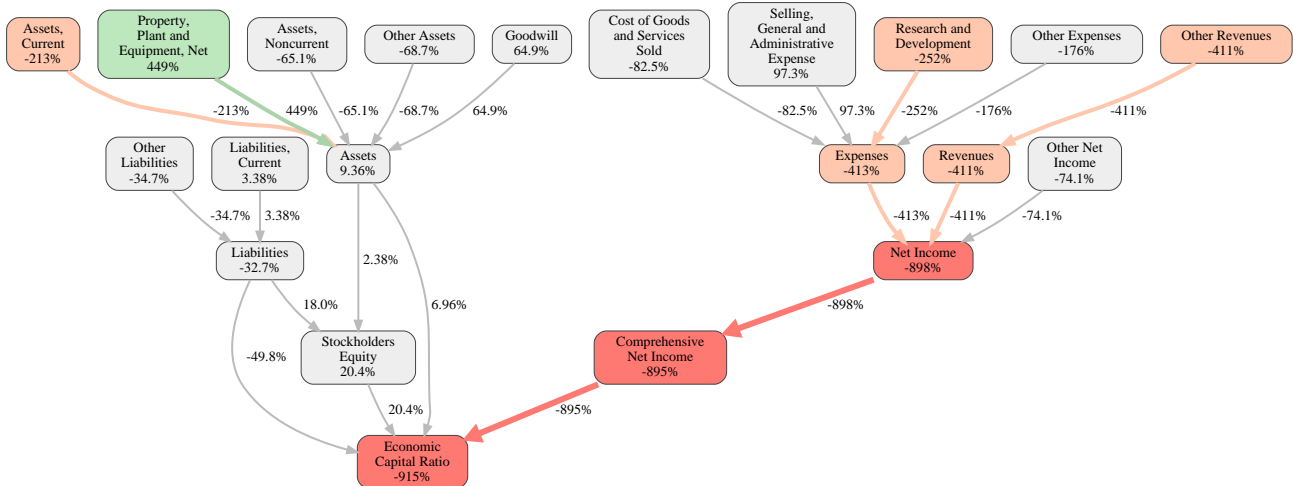 Assets,
Current
-213%
Property,
Plant and
Equipment, Net
449%
Assets,
Noncurrent
-65.1%
Other Assets
-68.7%
Goodwill
64.9%
Cost of Goods
and Services
Sold
-82.5%
Selling,
General and
Administrative
Expense
97.3%
Research and
Development
-252%
Other Expenses
-176%
Other Revenues
-411%
-213%
449%
-65.1%
-68.7%
64.9%
-82.5%
97.3%
-252%
-176%
-411%
Other
Liabilities
-34.7%
Liabilities,
Current
3.38%
Assets
9.36%
Expenses
-413%
Revenues
-411%
Other Net
Income
-74.1%
-34.7%
3.38%
-413%
-411%
-74.1%
Liabilities
-32.7%
2.38%
Net Income
-898%
18.0%
6.96%
-898%
-49.8%
Stockholders
Equity
20.4%
Comprehensive
Net Income
-895%
20.4%
-895%
Economic
Capital Ratio
-915%